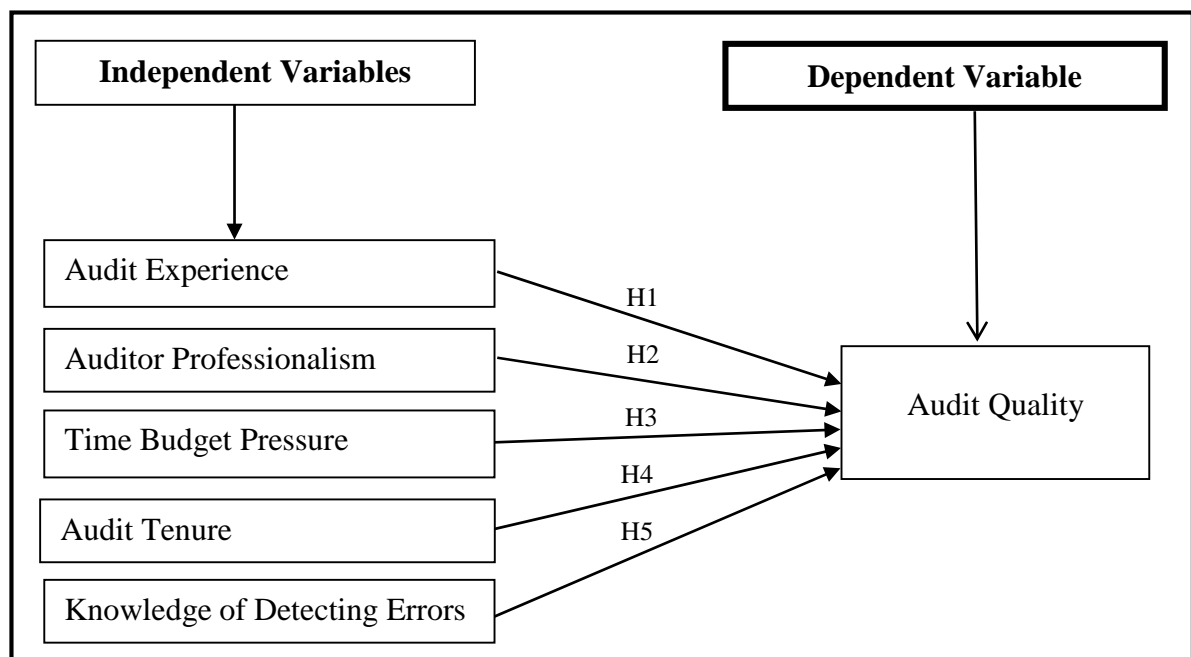 Independent Variables
Dependent Variable
Audit Experience
H1
Auditor Professionalism
H2
Audit Quality
Time Budget Pressure
H3
Audit Tenure
H4
H5
Knowledge of Detecting Errors